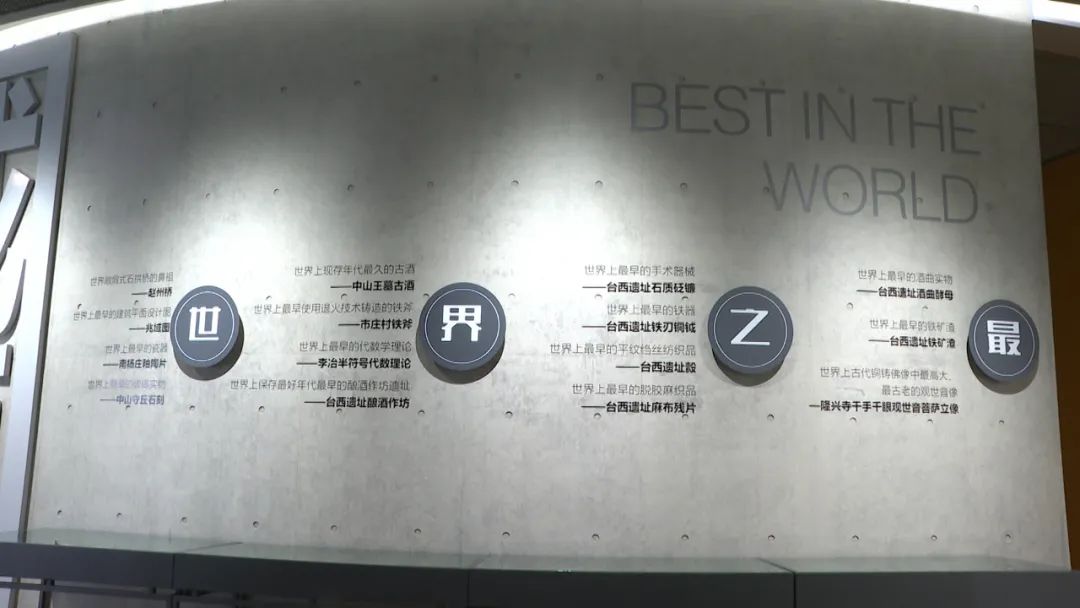 BEST IN THE
WORLD
世界敞肩式石拱桥的鼻祖
——赵州桥
世界上最早的建筑平面设计图
——兆域图
世界上最早的瓷器
——南杨庄釉陶片
——中山守丘石刻
世
世界上现存年代最久的古酒
——中山王墓古酒
世界上最早使用退火技术铸造的铁斧
——市庄村铁斧
世界上最早的代数学理论
——李冶半符号代数理论
世界上保存最好年代最早的酿酒作坊遗址
——台西遗址酿酒作坊
界
世界上最早的手术器械
——台西遗址石质砭镰
世界上最早的铁器
——台西遗址铁刃铜钺
世界上最早的平纹绉丝纺织品
——台西遗址縠
世界上最早的脱胶麻织品
——台西遗址麻布残片
之
世界上最早的酒曲实物
——台西遗址酒曲酵母
世界上最早的铁矿渣
——台西遗址铁矿渣
世界上古代铜铸佛像中最高大、
最古老的观世音像
—隆兴寺千手千眼观世音菩萨立像
最